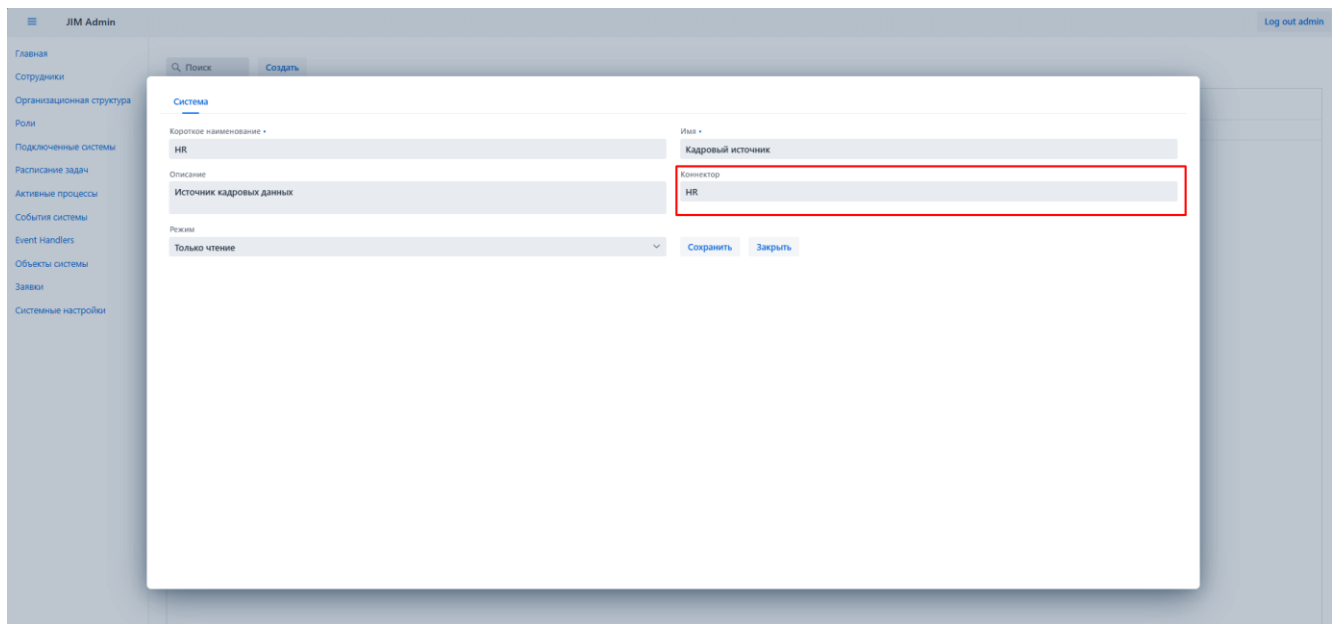 JIM Admin
Log out admin
Главная
Сотрудники
Организационная структура
Роли
Подключенные системы
Расписание задач
Активные процессы
События системы
Event Handlers
Объекты системы
Заявки
Системные настройки
Поиск
Создать
Система
Короткое наименование •
HR
Имя •
Кадровый источник
Описание
Источник кадровых данных
Коннектор
HR
Режим
Только чтение
Сохранить
Закрыть